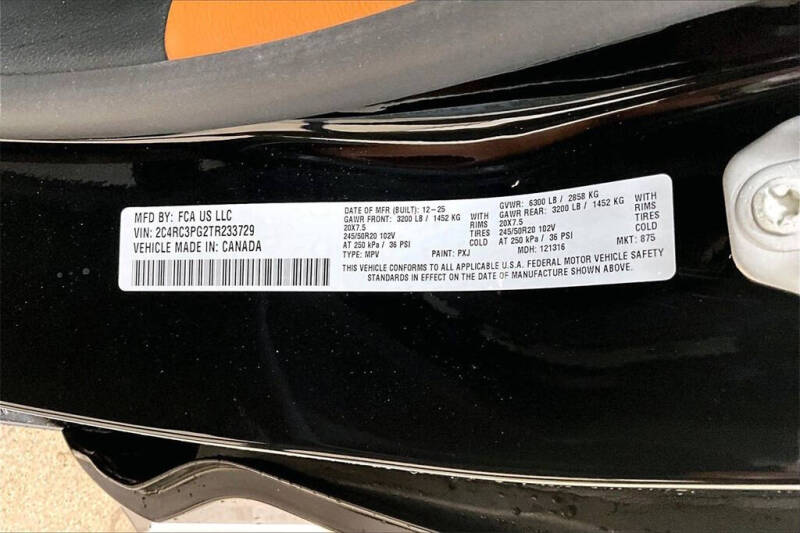 MFD BY: FCA US LLC
VIN: 2C4RC3PG2TR233729
VEHICLE MADE IN: CANADA
DATE OF MFR (BUILT): 12-25
GAWR FRONT: 3200 LB / 1452 KG WITH
20X7.5 RIMS
245/50R20 102V TIRES
AT 250 kPa / 36 PSI COLD
TYPE: MPV
GVWR: 6300 LB / 2858 KG
GAWR REAR: 3200 LB / 1452 KG WITH
20X7.5 RIMS
245/50R20 102V TIRES
AT 250 kPa / 36 PSI COLD
PAINT: PXJ MDH: 121316 MKT: 875
THIS VEHICLE CONFORMS TO ALL APPLICABLE U.S.A. FEDERAL MOTOR VEHICLE SAFETY
STANDARDS IN EFFECT ON THE DATE OF MANUFACTURE SHOWN ABOVE.